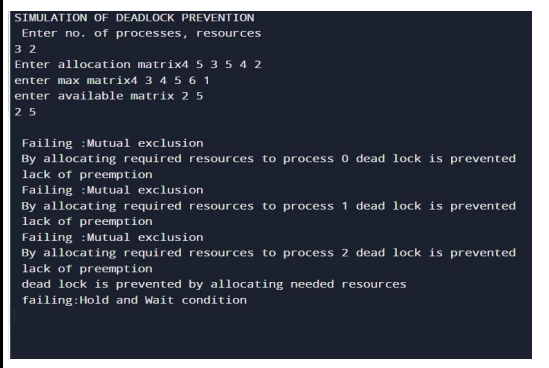 SIMULATION OF DEADLOCK PREVENTION
Enter no. of processes, resources
3 2
Enter allocation matrix4 5 3 5 4 2
enter max matrix4 3 4 5 6 1
enter available matrix 2 5
2 5
Failing :Mutual exclusion
By allocating required resources to process 0 dead lock is prevented
lack of preemption
Failing :Mutual exclusion
By allocating required resources to process 1 dead lock is prevented
lack of preemption
Failing :Mutual exclusion
By allocating required resources to process 2 dead lock is prevented
lack of preemption
dead lock is prevented by allocating needed resources
failing:Hold and Wait condition